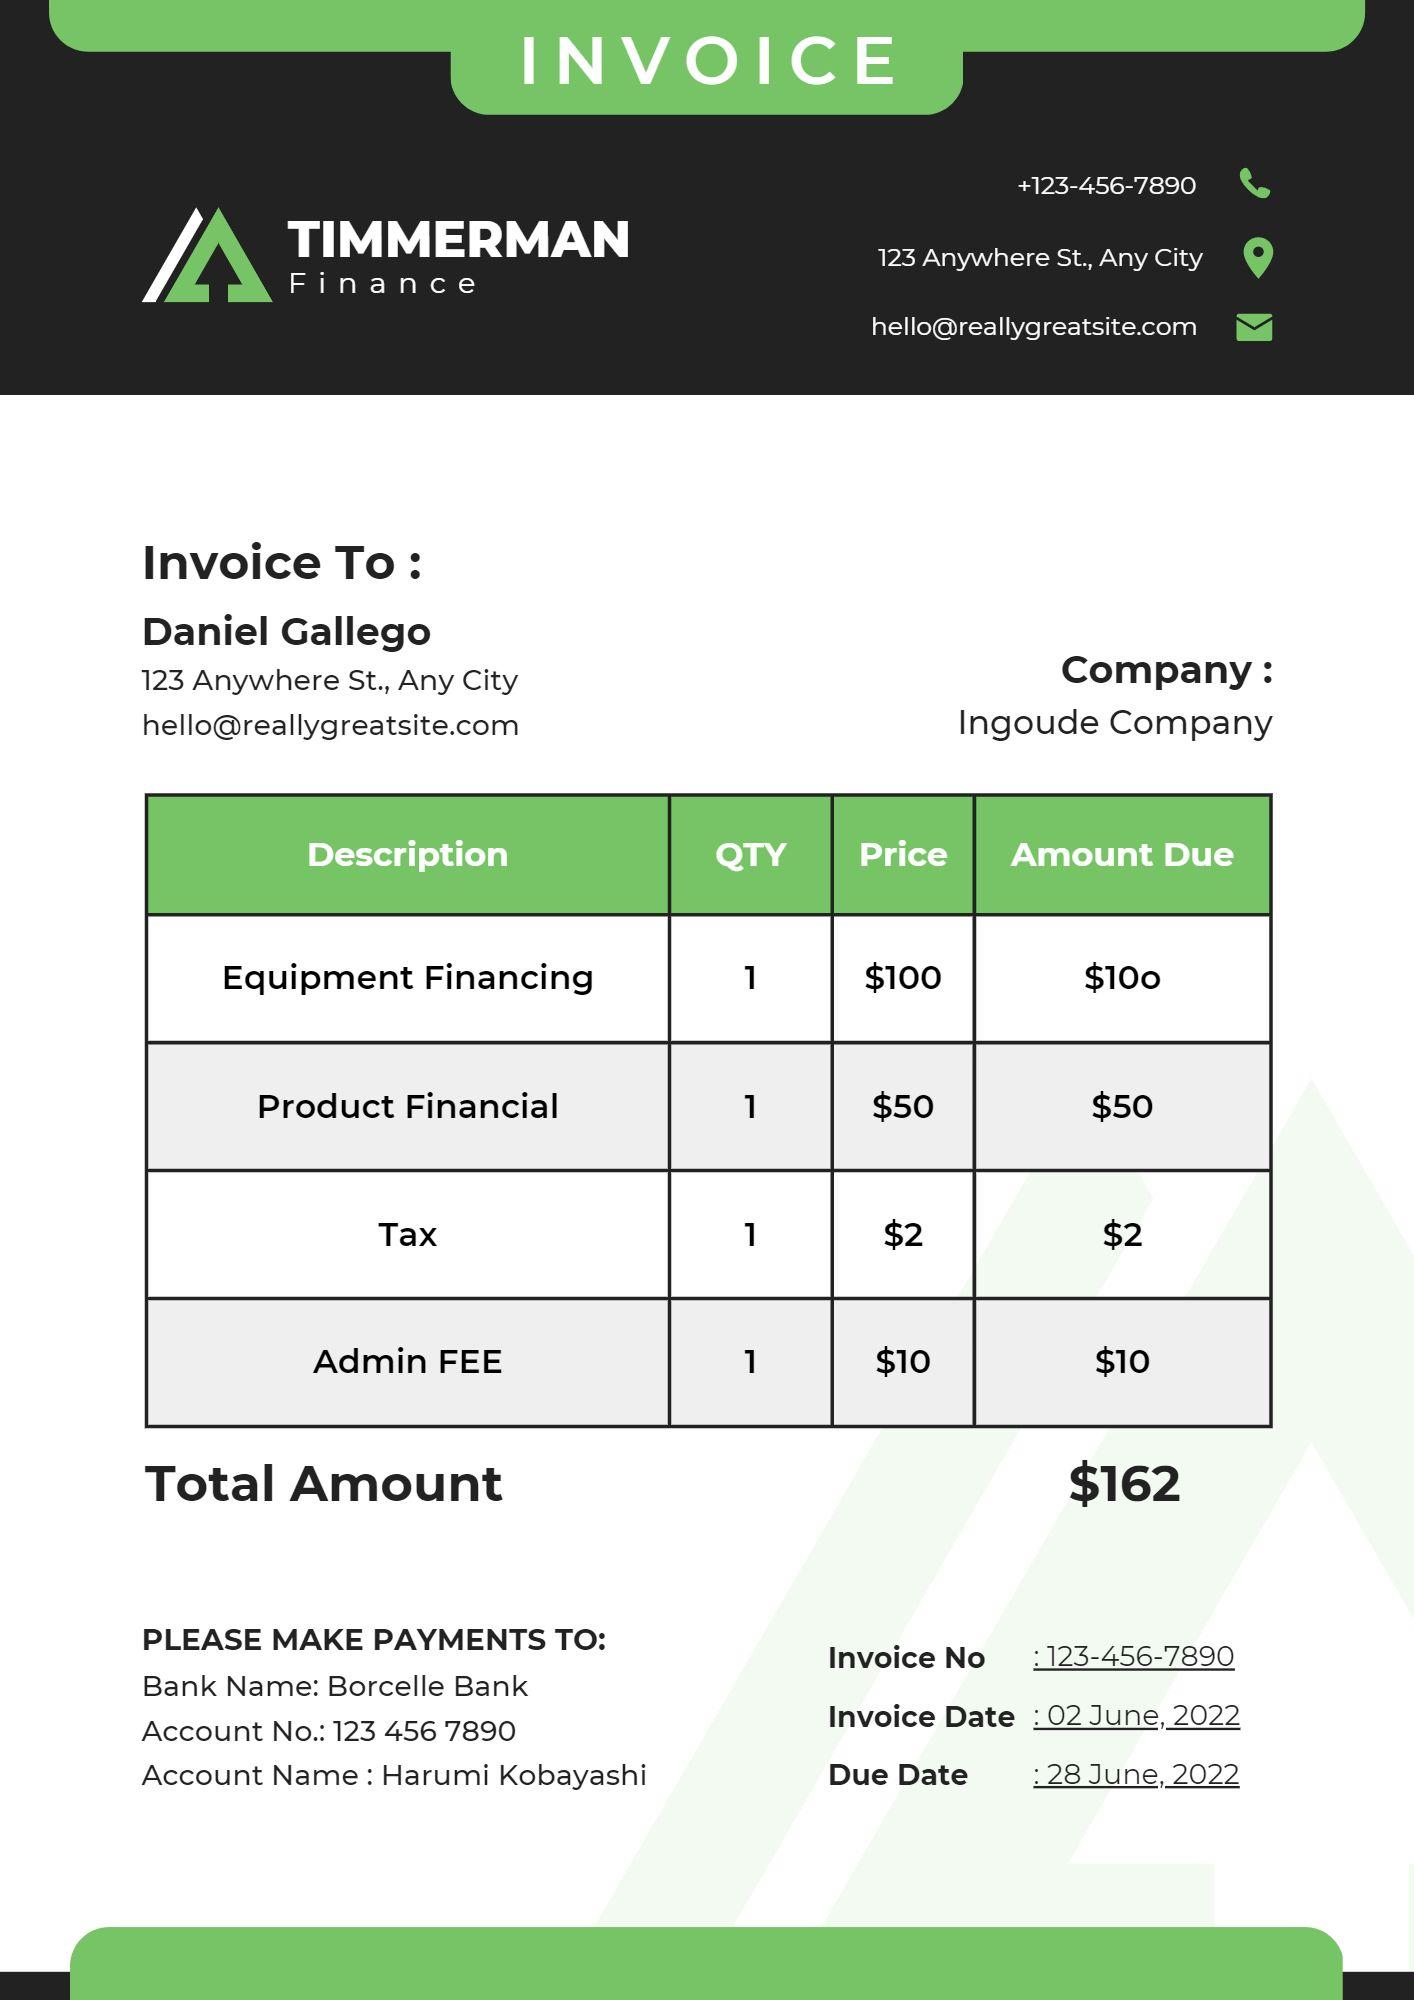 INVOICE
TIMMERMAN
Finance
+123-456-7890
123 Anywhere St., Any City
hello@reallygreatsite.com
Invoice To :
Daniel Gallego
123 Anywhere St., Any City
hello@reallygreatsite.com
Company :
Ingoude Company
Description QTY Price Amount Due
Equipment Financing 1 $100 $10o
Product Financial 1 $50 $50
Tax 1 $2 $2
Admin FEE 1 $10 $10
Total Amount $162
PLEASE MAKE PAYMENTS TO:
Bank Name: Borcelle Bank
Account No.: 123 456 7890
Account Name : Harumi Kobayashi
Invoice No : 123-456-7890
Invoice Date : 02 June, 2022
Due Date : 28 June, 2022